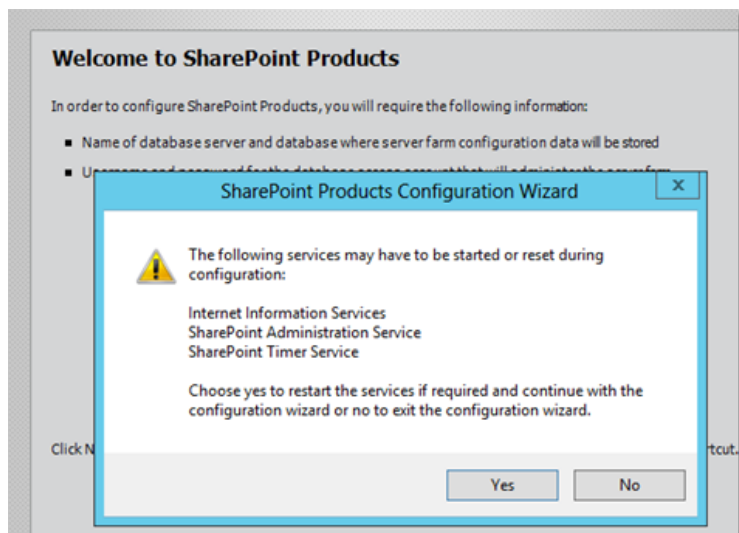 Welcome to SharePoint Products
In order to configure SharePoint Products, you will require the following information:
Name of database server and database where server farm configuration data will be stored
SharePoint Products Configuration Wizard
x
The following services may have to be started or reset during
configuration:
Internet Information Services
SharePoint Administration Service
SharePoint Timer Service
Choose yes to restart the services if required and continue with the
configuration wizard or no to exit the configuration wizard.
Click N
tcut.
Yes
No